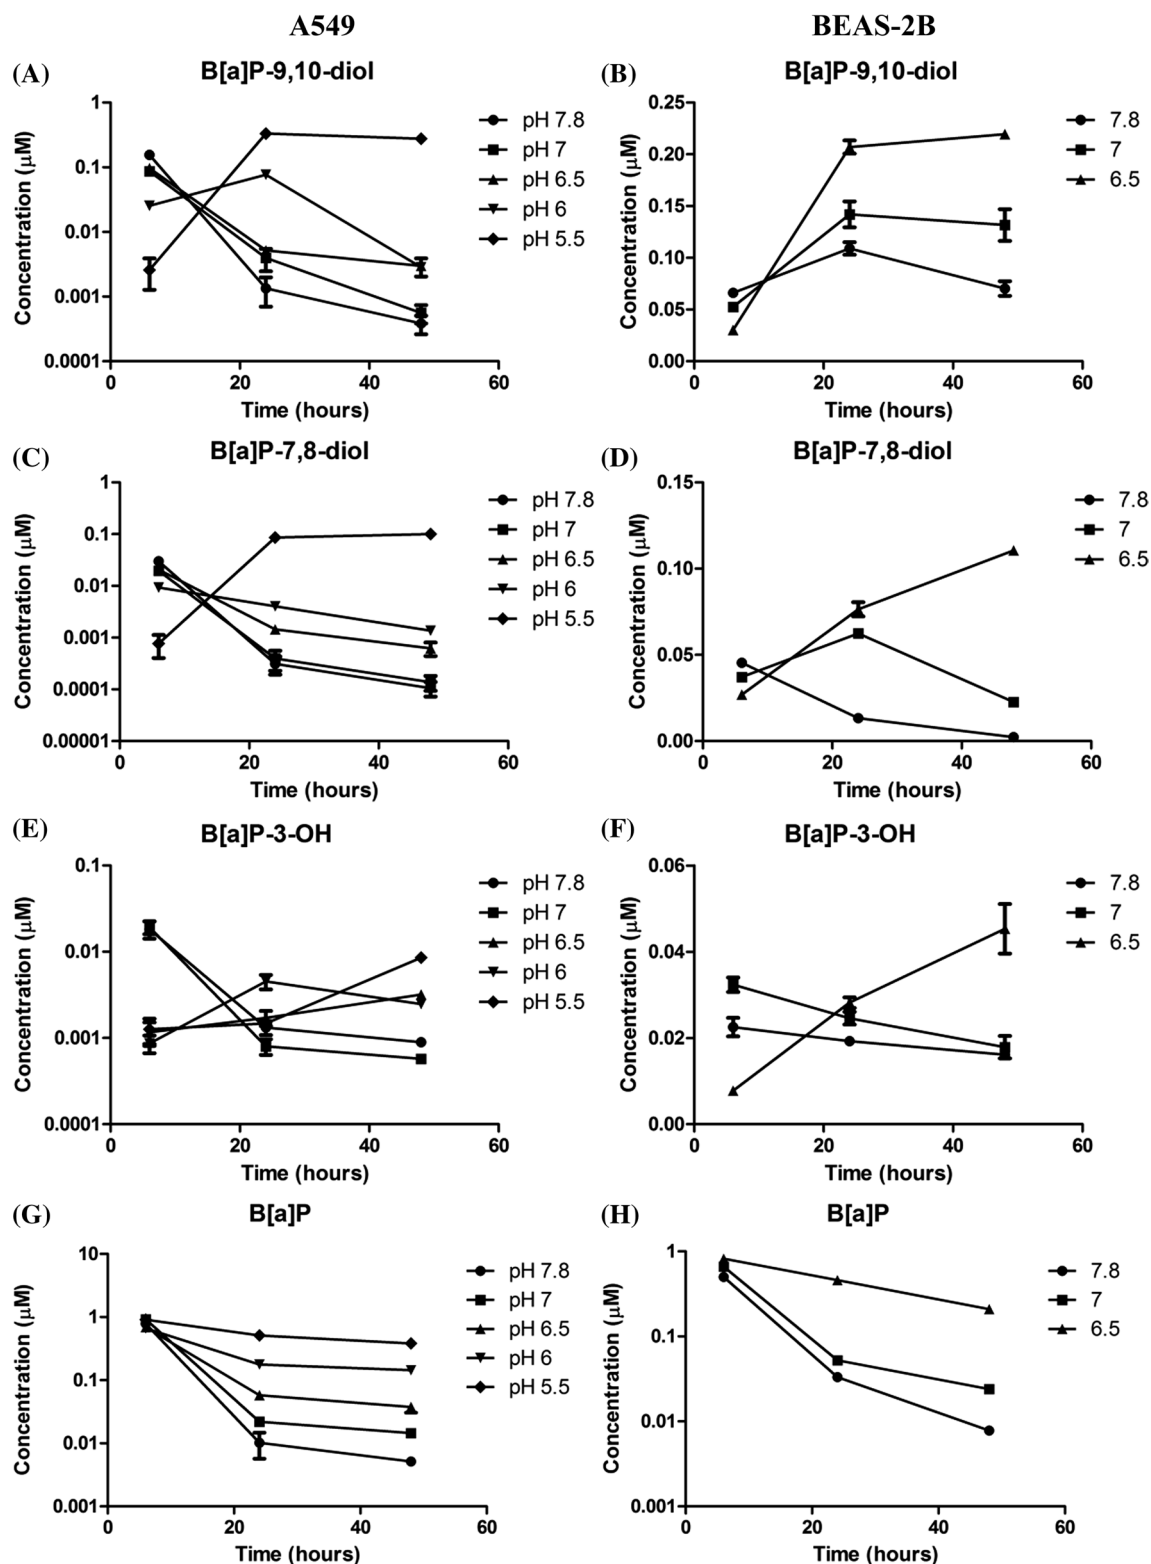 A549
BEAS-2B
(A)
B[a]P-9,10-diol
Concentration (µM)
1
0.1
0.01
0.001
0.0001
0
20
40
60
Time (hours)
pH 7.8
pH 7
pH 6.5
pH 6
pH 5.5
(B)
B[a]P-9,10-diol
Concentration (µM)
0.25
0.20
0.15
0.10
0.05
0.00
0
20
40
60
Time (hours)
7.8
7
6.5
(C)
B[a]P-7,8-diol
Concentration (µM)
1
0.1
0.01
0.001
0.0001
0.00001
0
20
40
60
Time (hours)
pH 7.8
pH 7
pH 6.5
pH 6
pH 5.5
(D)
B[a]P-7,8-diol
Concentration (µM)
0.15
0.10
0.05
0.00
0
20
40
60
Time (hours)
7.8
7
6.5
(E)
B[a]P-3-OH
Concentration (µM)
0.1
0.01
0.001
0.0001
0
20
40
60
Time (hours)
pH 7.8
pH 7
pH 6.5
pH 6
pH 5.5
(F)
B[a]P-3-OH
Concentration (µM)
0.06
0.04
0.02
0.00
0
20
40
60
Time (hours)
7.8
7
6.5
(G)
B[a]P
Concentration (µM)
10
1
0.1
0.01
0.001
0
20
40
60
Time (hours)
pH 7.8
pH 7
pH 6.5
pH 6
pH 5.5
(H)
B[a]P
Concentration (µM)
1
0.1
0.01
0.001
0
20
40
60
Time (hours)
7.8
7
6.5